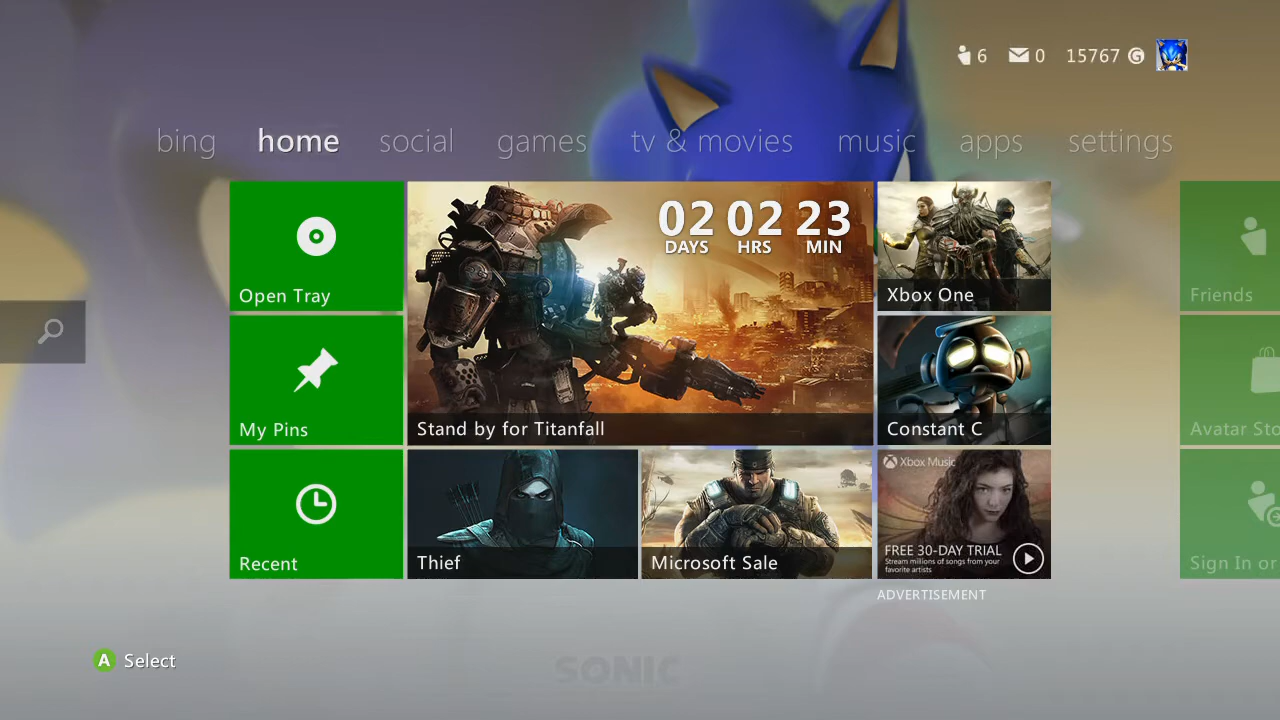 6 0 15767 G
bing home social games tv & movies music apps settings
Open Tray
My Pins
Recent
02 02 23
DAYS HRS MIN
Stand by for Titanfall
Thief
Microsoft Sale
Xbox One
Constant C
Xbox Music
FREE 30-DAY TRIAL
Stream millions of songs from your
favorite artists
ADVERTISEMENT
Friends
Avatar Sto
Sign In or
A Select
SONIC